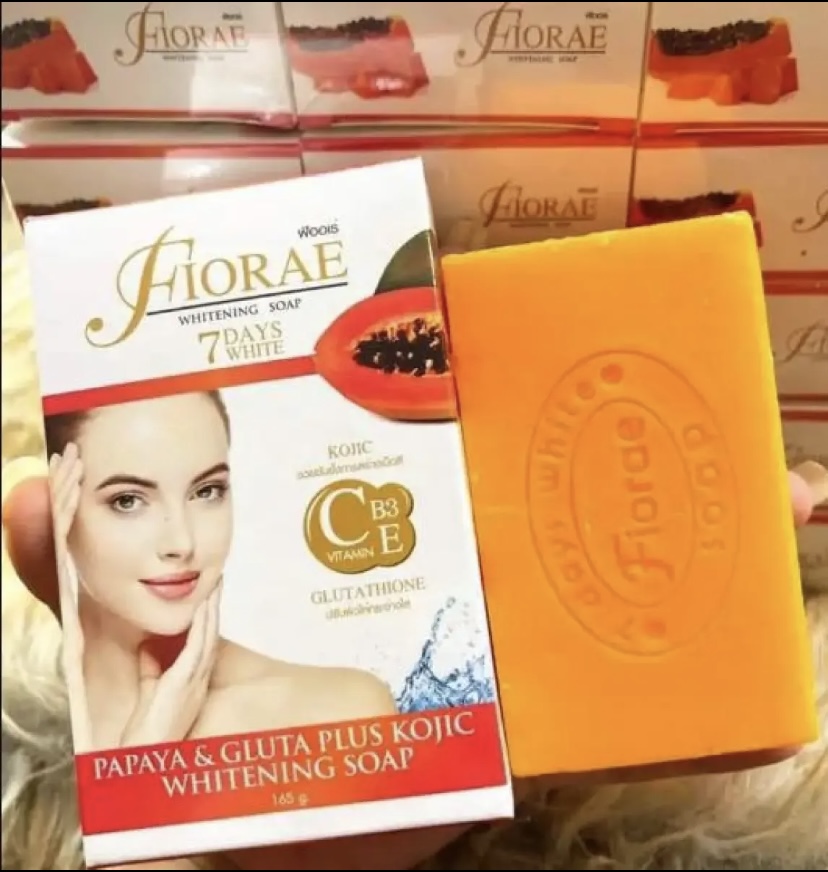 FIORAE
WHITENING SOAP
FIORAE
WHITENING SOAP
FIORAE
ฟีออเร่
FIORAE
WHITENING SOAP
7 DAYS
WHITE
KOJIC
C B3
VITAMIN E
GLUTATHIONE
PAPAYA & GLUTA PLUS KOJIC
WHITENING SOAP
165 g.
7 days white
Fiorae
soap